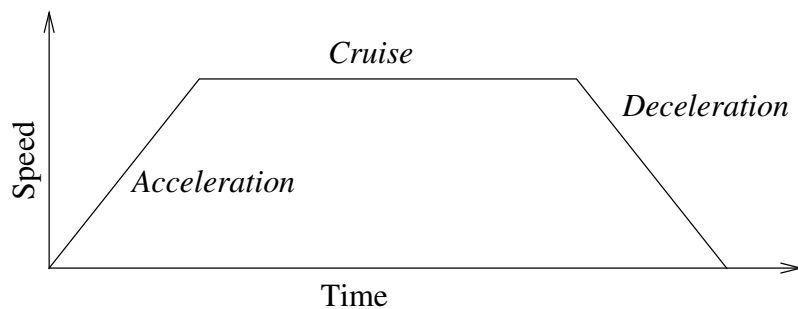 Cruise
Deceleration
Speed
Acceleration
Time